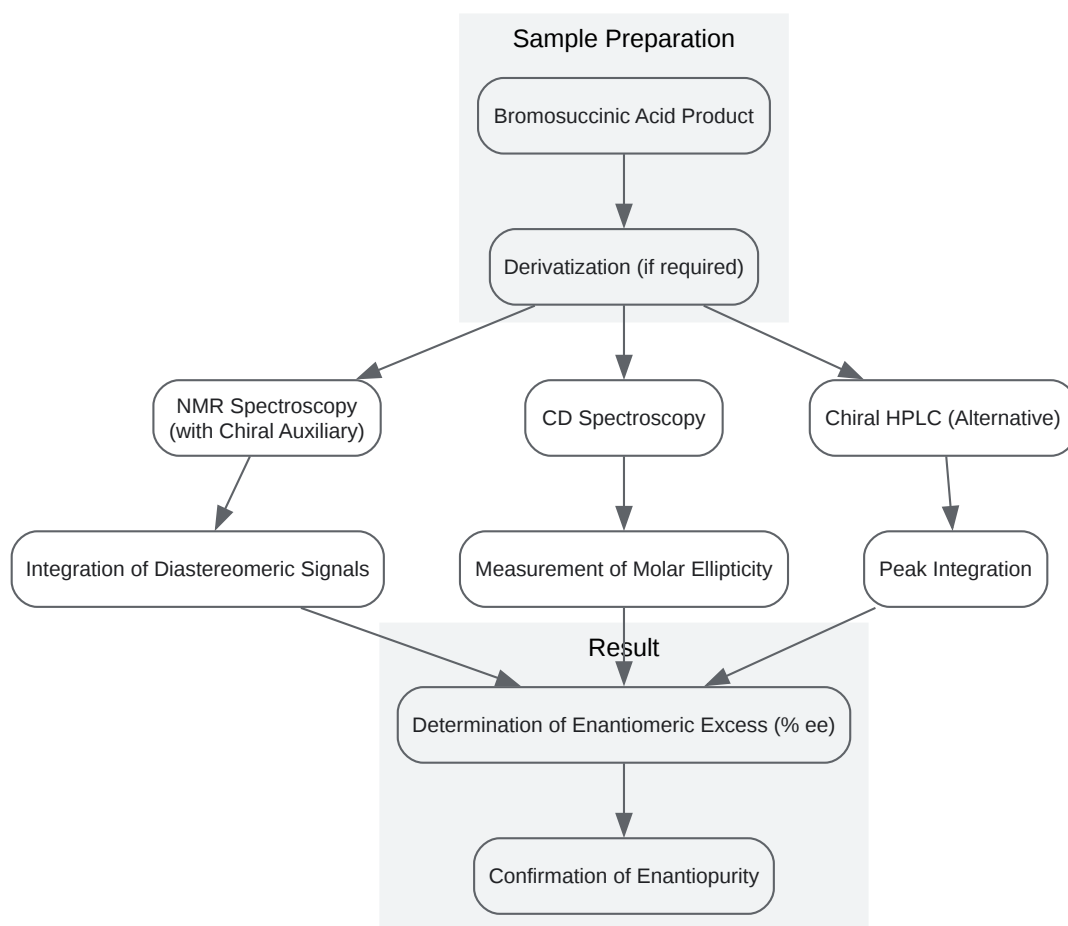 Sample Preparation
Bromosuccinic Acid Product
Derivatization (if required)
NMR Spectroscopy
(with Chiral Auxiliary)
CD Spectroscopy
Chiral HPLC (Alternative)
Integration of Diastereomeric Signals
Measurement of Molar Ellipticity
Peak Integration
Result
Determination of Enantiomeric Excess (% ee)
Confirmation of Enantiopurity